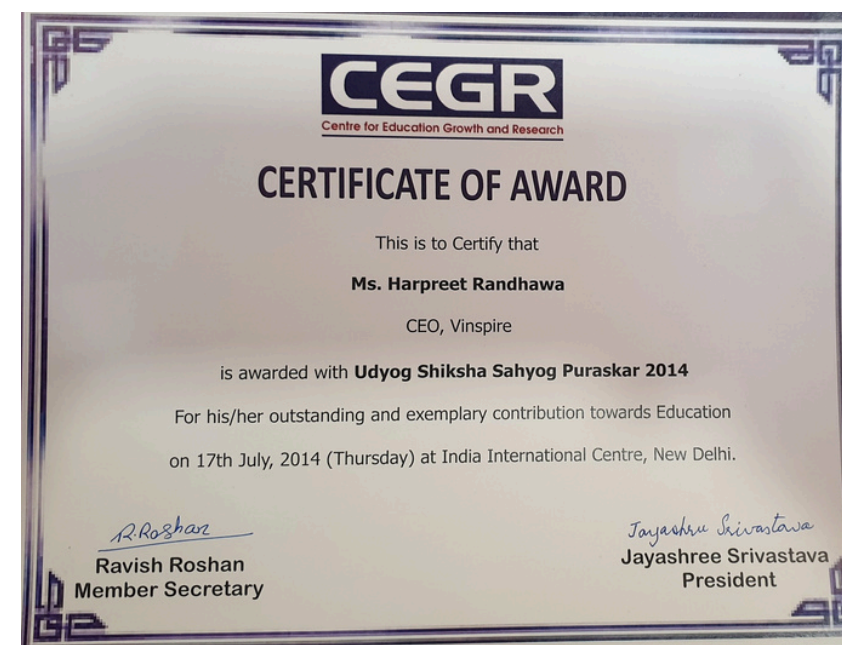 CEGR
Centre for Education Growth and Research
CERTIFICATE OF AWARD
This is to Certify that
Ms. Harpreet Randhawa
CEO, Vinspire
is awarded with Udyog Shiksha Sahyog Puraskar 2014
For his/her outstanding and exemplary contribution towards Education
on 17th July, 2014 (Thursday) at India International Centre, New Delhi.
R.Roshan
Ravish Roshan
Member Secretary
Jayashree Srivastava
Jayashree Srivastava
President